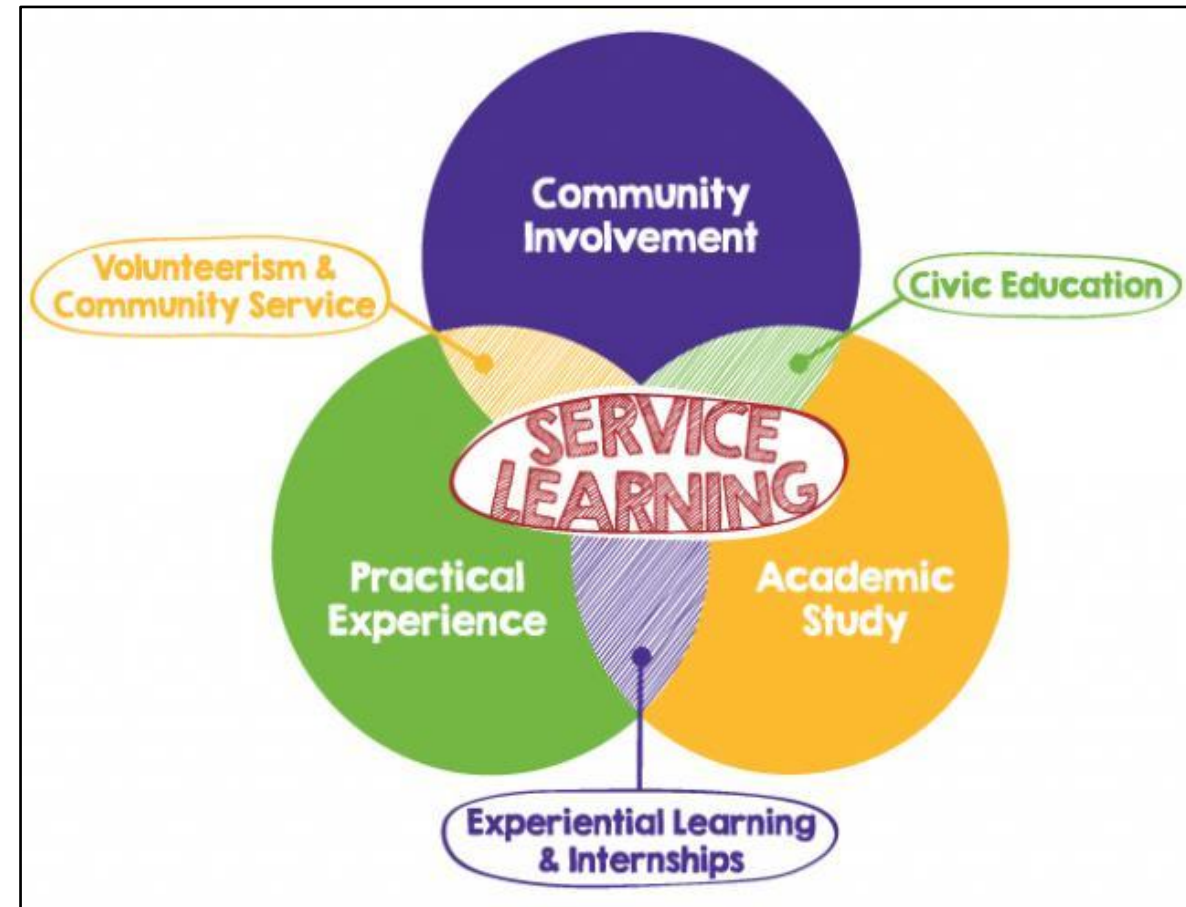 Community
Involvement
Volunteerism &
Community Service
Civic Education
SERVICE
LEARNING
Practical
Experience
Academic
Study
Experiential Learning
& Internships